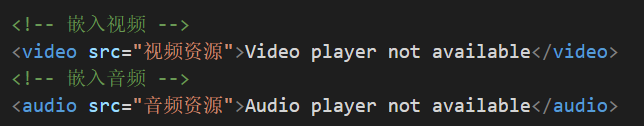 <!-- 嵌入视频 -->
<video src="视频资源">Video player not available</video>
<!-- 嵌入音频 -->
<audio src="音频资源">Audio player not available</audio>